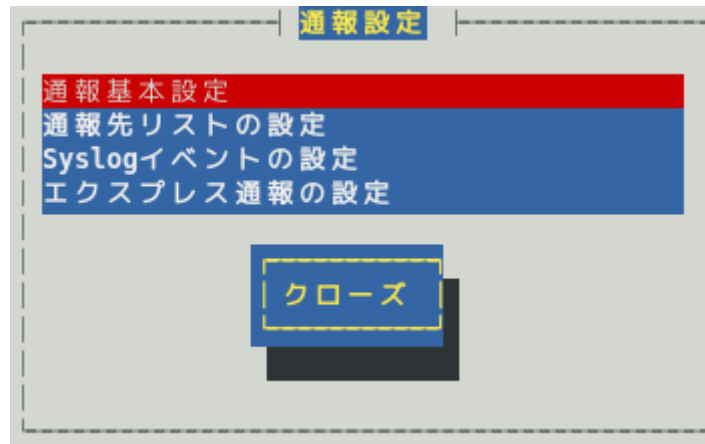 通報設定
通報基本設定
通報先リストの設定
Syslogイベントの設定
エクスプレス通報の設定
クローズ